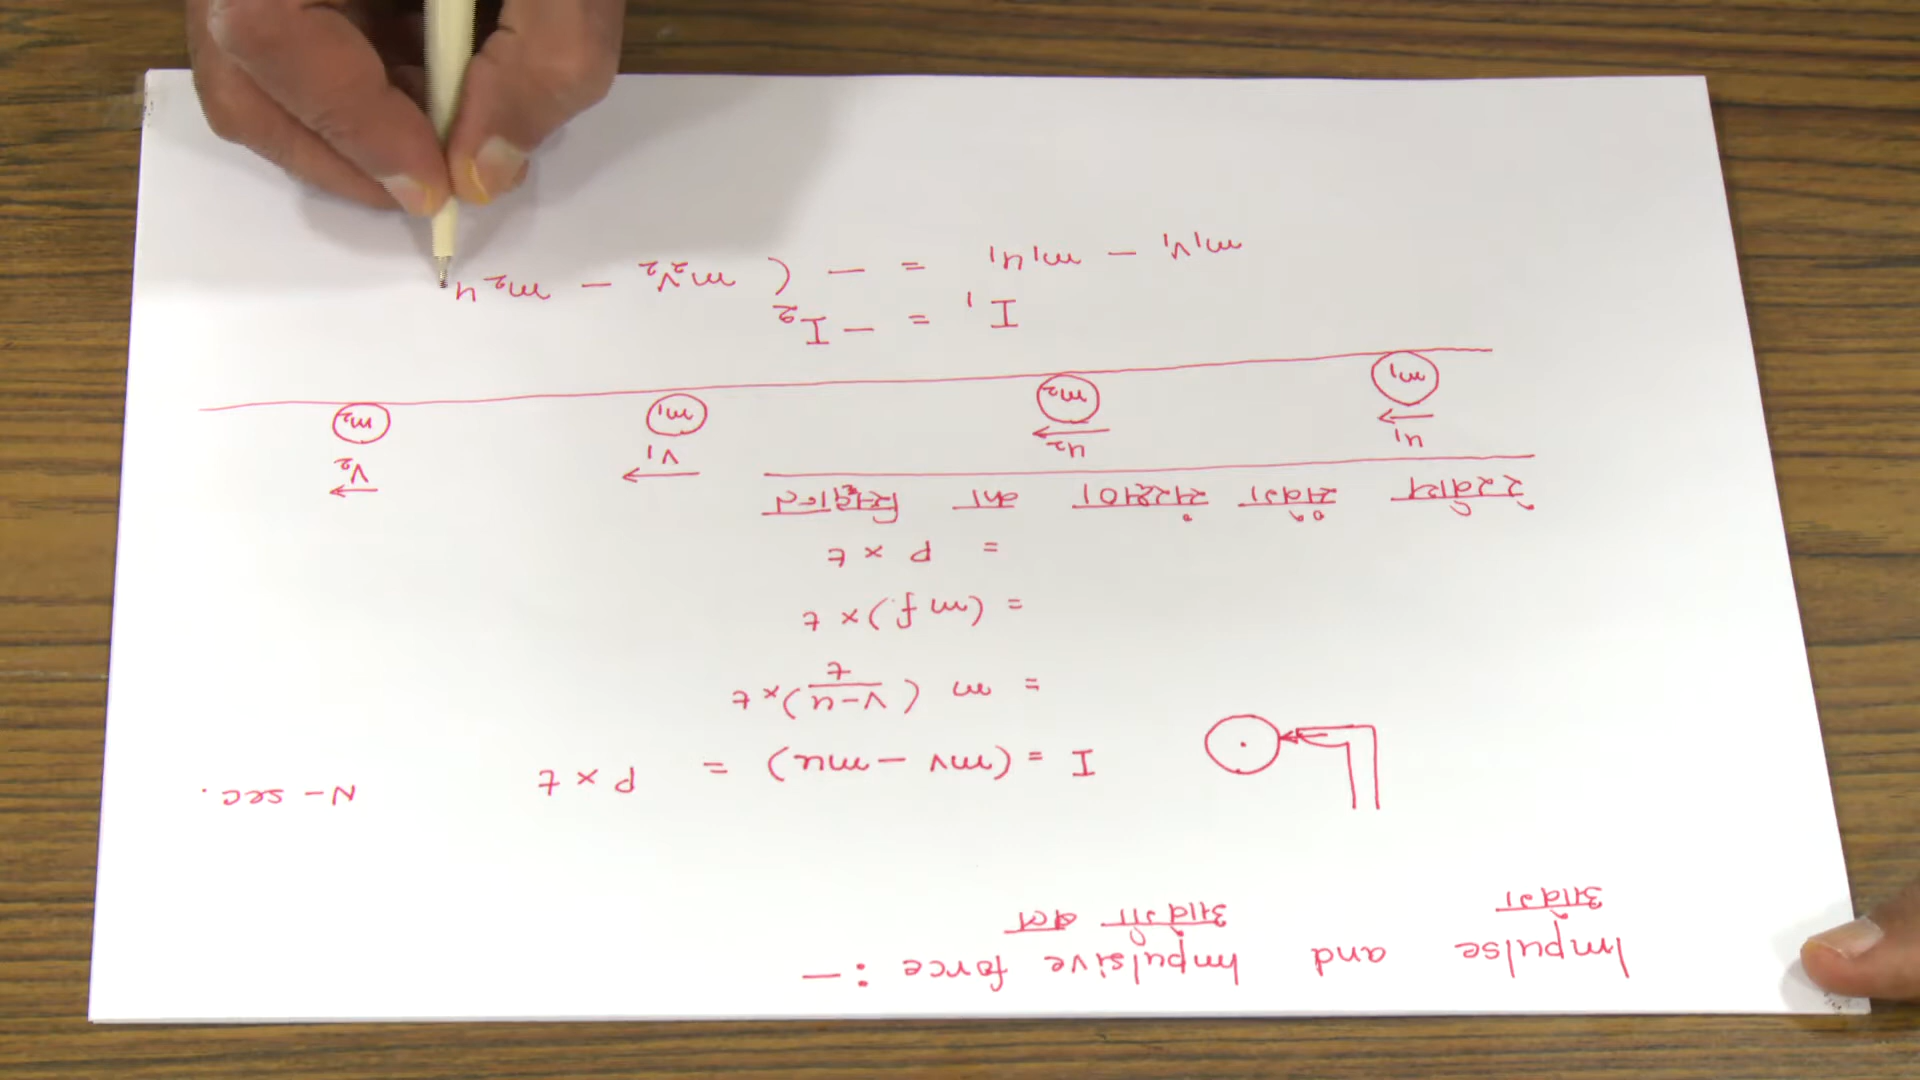 Impulse and Impulsive force :-
आवेग आवेगी बल
I = (mv - mu) = P × t N-sec.
= m (v-u/t) × t
= (m f) × t
= P × t
रेखीय संवेग संरक्षण का सिद्धान्त
u₁ u₂ v₁ v₂
m₁ m₂ m₁ m₂
I₁ = - I₂
m₁v₁ - m₁u₁ = - ( m₂v₂ - m₂u